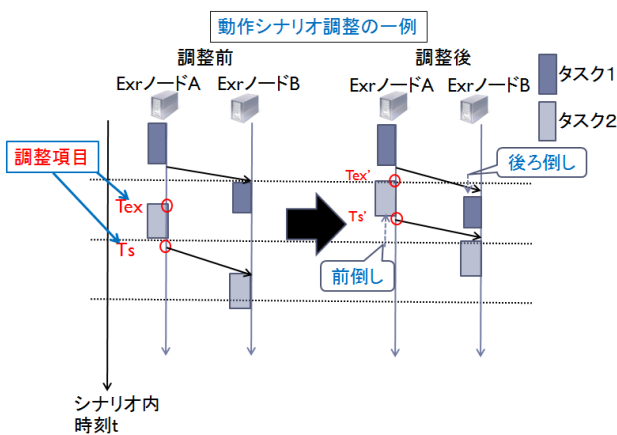 動作シナリオ調整の一例
調整前
調整後
ExrノードA
ExrノードB
ExrノードA
ExrノードB
タスク1
タスク2
調整項目
後ろ倒し
Tex
Tex'
Ts
Ts'
前倒し
シナリオ内
時刻t